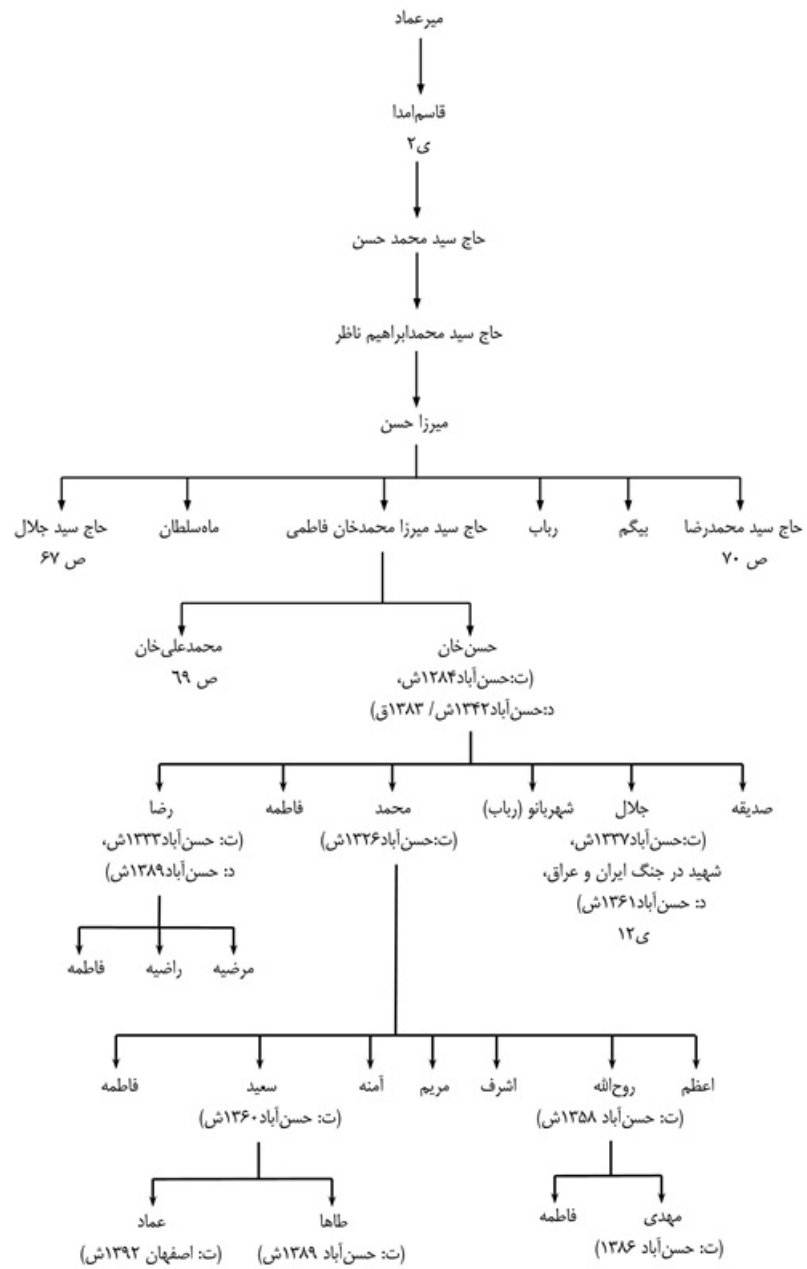 میرعماد
قاسم‌امدا
ی۲
حاج سید محمد حسن
حاج سید محمدابراهیم ناظر
میرزا حسن
حاج سید محمدرضا
ص ۷۰
بیگم
رباب
حاج سید میرزا محمدخان فاطمی
ماه‌سلطان
حاج سید جلال
ص ۶۷
حسن‌خان
(ت:حسن‌آباد۱۲۸۴ش،
د:حسن‌آباد۱۳۴۲ش/ ۱۳۸۳ق)
محمدعلی‌خان
ص ٦٩
صدیقه
جلال
(ت:حسن‌آباد۱۳۳۷ش،
شهید در جنگ ایران و عراق،
د: حسن‌آباد۱۳۶۱ش)
ی۱۲
شهربانو (رباب)
محمد
(ت:حسن‌آباد۱۳۲۶ش)
فاطمه
رضا
(ت: حسن‌آباد۱۳۳۳ش،
د: حسن‌آباد۱۳۸۹ش)
مرضیه
راضیه
فاطمه
اعظم
روح‌الله
(ت: حسن‌آباد ۱۳۵۸ش)
اشرف
مریم
آمنه
سعید
(ت: حسن‌آباد۱۳۶۰ش)
فاطمه
مهدی
(ت: حسن‌آباد ۱۳۸۶)
فاطمه
طاها
(ت: حسن‌آباد ۱۳۸۹ش)
عماد
(ت: اصفهان ۱۳۹۲ش)